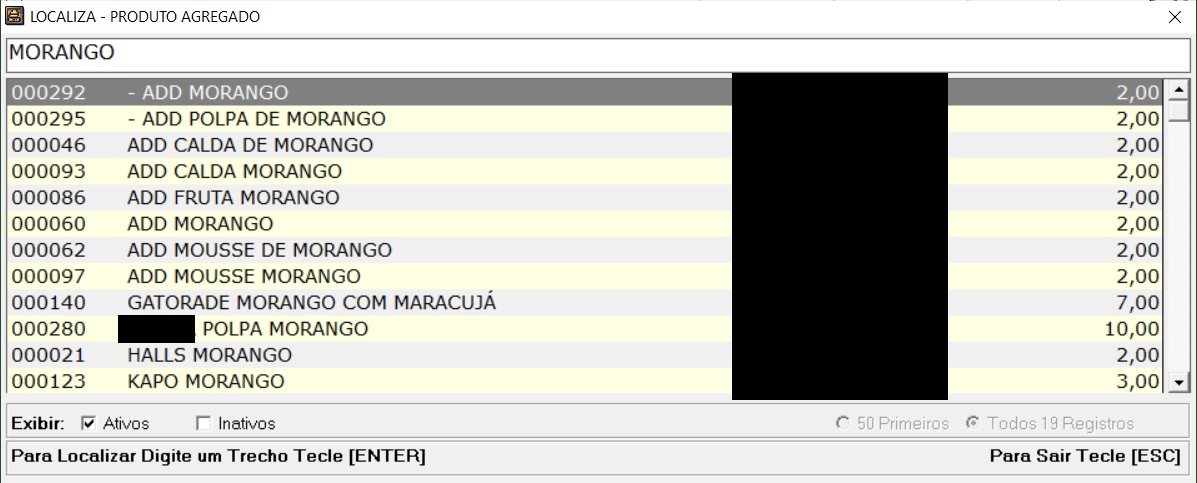 LOCALIZA - PRODUTO AGREGADO
MORANGO
000292 - ADD MORANGO 2,00
000295 - ADD POLPA DE MORANGO 2,00
000046 ADD CALDA DE MORANGO 2,00
000093 ADD CALDA MORANGO 2,00
000086 ADD FRUTA MORANGO 2,00
000060 ADD MORANGO 2,00
000062 ADD MOUSSE DE MORANGO 2,00
000097 ADD MOUSSE MORANGO 2,00
000140 GATORADE MORANGO COM MARACUJÁ 7,00
000280 POLPA MORANGO 10,00
000021 HALLS MORANGO 2,00
000123 KAPO MORANGO 3,00
Exibir: Ativos Inativos 50 Primeiros Todos 19 Registros
Para Localizar Digite um Trecho Tecle [ENTER] Para Sair Tecle [ESC]